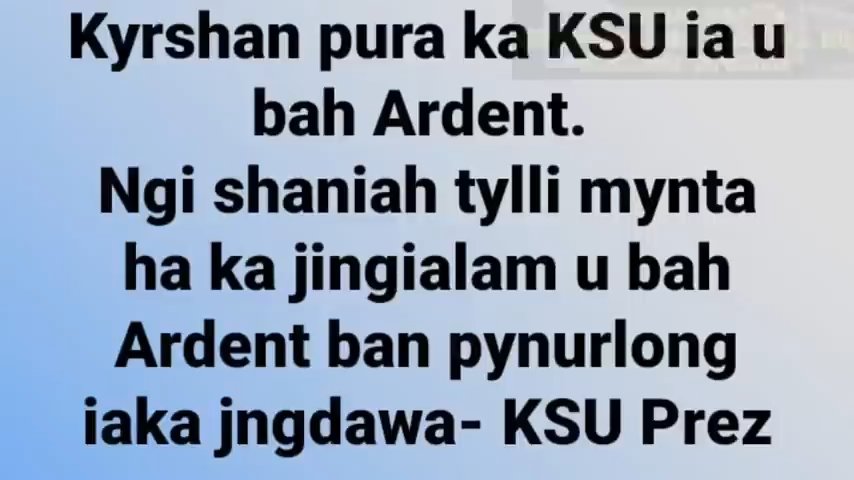 Kyrshan pura ka KSU ia u
bah Ardent.
Ngi shaniah tylli mynta
ha ka jingialam u bah
Ardent ban pynurlong
iaka jngdawa- KSU Prez